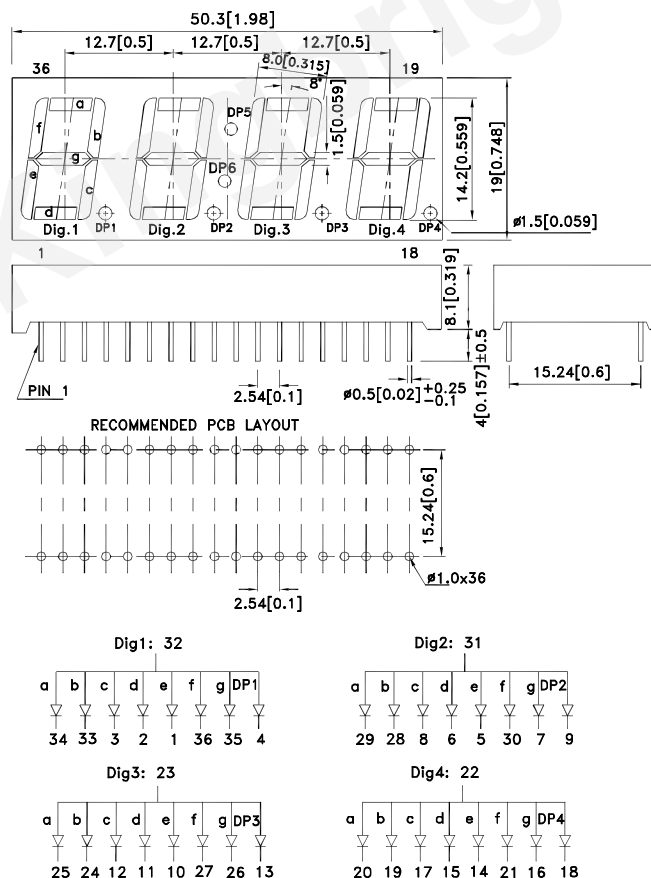 50.3[1.98]
12.7[0.5] 12.7[0.5] 12.7[0.5]
8.0[0.315]
36 19
8°
a
DP5
f b
1.5[0.059]
g
14.2[0.559]
19[0.748]
DP6
e c
d
Dig.1 DP1 Dig.2 DP2 Dig.3 DP3 Dig.4 DP4
ø1.5[0.059]
1 18
8.1[0.319]
PIN 1
2.54[0.1]
ø0.5[0.02] +0.25 -0.1
4[0.157]±0.5
15.24[0.6]
RECOMMENDED PCB LAYOUT
15.24[0.6]
ø1.0x36
2.54[0.1]
Dig1: 32
a b c d e f g DP1
34 33 3 2 1 36 35 4
Dig2: 31
a b c d e f g DP2
29 28 8 6 5 30 7 9
Dig3: 23
a b c d e f g DP3
25 24 12 11 10 27 26 13
Dig4: 22
a b c d e f g DP4
20 19 17 15 14 21 16 18